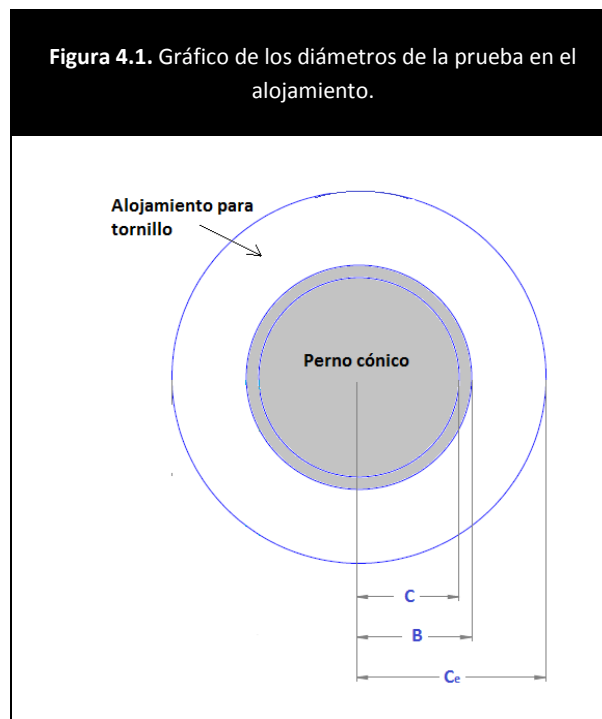 Figura 4.1. Gráfico de los diámetros de la prueba en el
alojamiento.
Alojamiento para
tornillo
Perno cónico
C
B
Ce